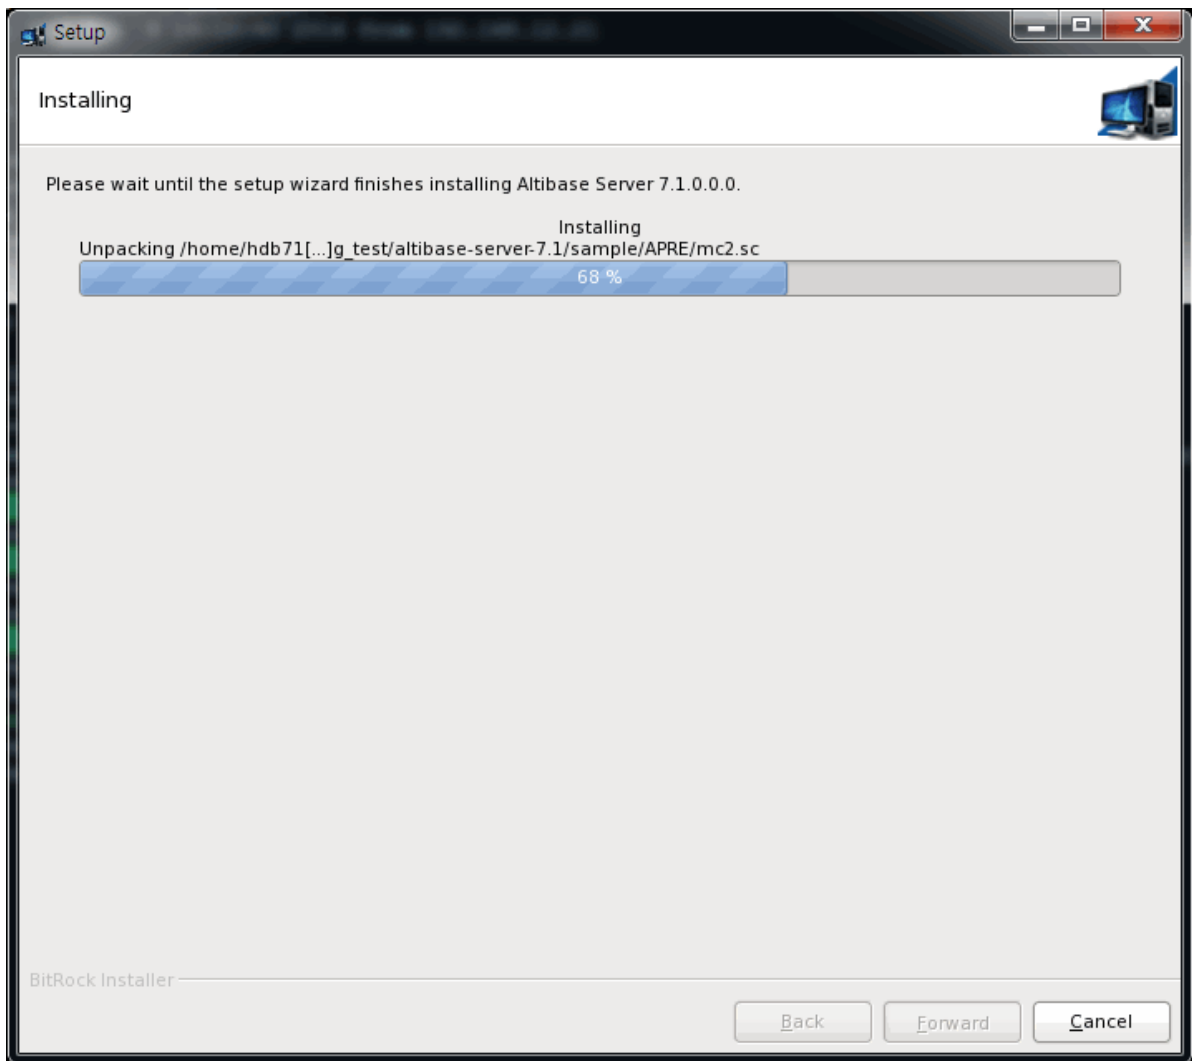 Setup
Installing
Please wait until the setup wizard finishes installing Altibase Server 7.1.0.0.0.
Installing
Unpacking /home/hdb71[...]g_test/altibase-server-7.1/sample/APRE/mc2.sc
68 %
BitRock Installer
Back
Forward
Cancel